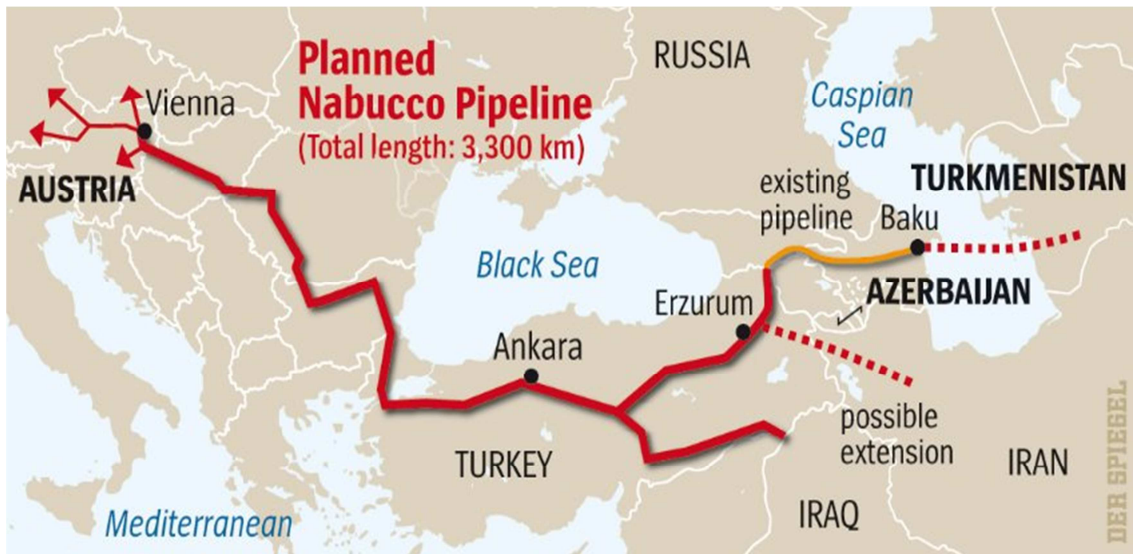 Planned
Nabucco Pipeline
(Total length: 3,300 km)
RUSSIA
Caspian
Sea
Vienna
AUSTRIA
existing
pipeline
TURKMENISTAN
Baku
Black Sea
AZERBAIJAN
Erzurum
Ankara
possible
extension
TURKEY
IRAN
IRAQ
Mediterranean
DER SPIEGEL